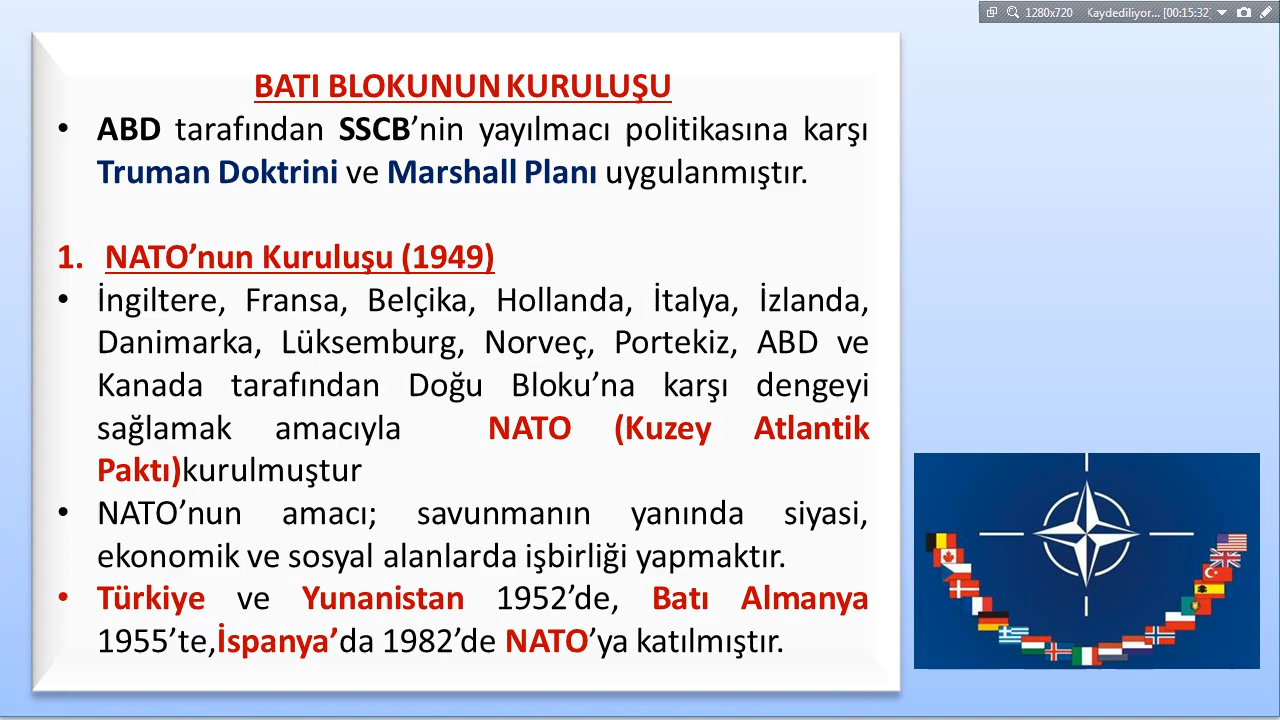 1280x720 Kaydediliyor... [00:15:32]
BATI BLOKUNUN KURULUŞU
• ABD tarafından SSCB’nin yayılmacı politikasına karşı
Truman Doktrini ve Marshall Planı uygulanmıştır.
1. NATO’nun Kuruluşu (1949)
• İngiltere, Fransa, Belçika, Hollanda, İtalya, İzlanda,
Danimarka, Lüksemburg, Norveç, Portekiz, ABD ve
Kanada tarafından Doğu Bloku’na karşı dengeyi
sağlamak amacıyla NATO (Kuzey Atlantik
Paktı)kurulmuştur
• NATO’nun amacı; savunmanın yanında siyasi,
ekonomik ve sosyal alanlarda işbirliği yapmaktır.
• Türkiye ve Yunanistan 1952’de, Batı Almanya
1955’te,İspanya’da 1982’de NATO’ya katılmıştır.